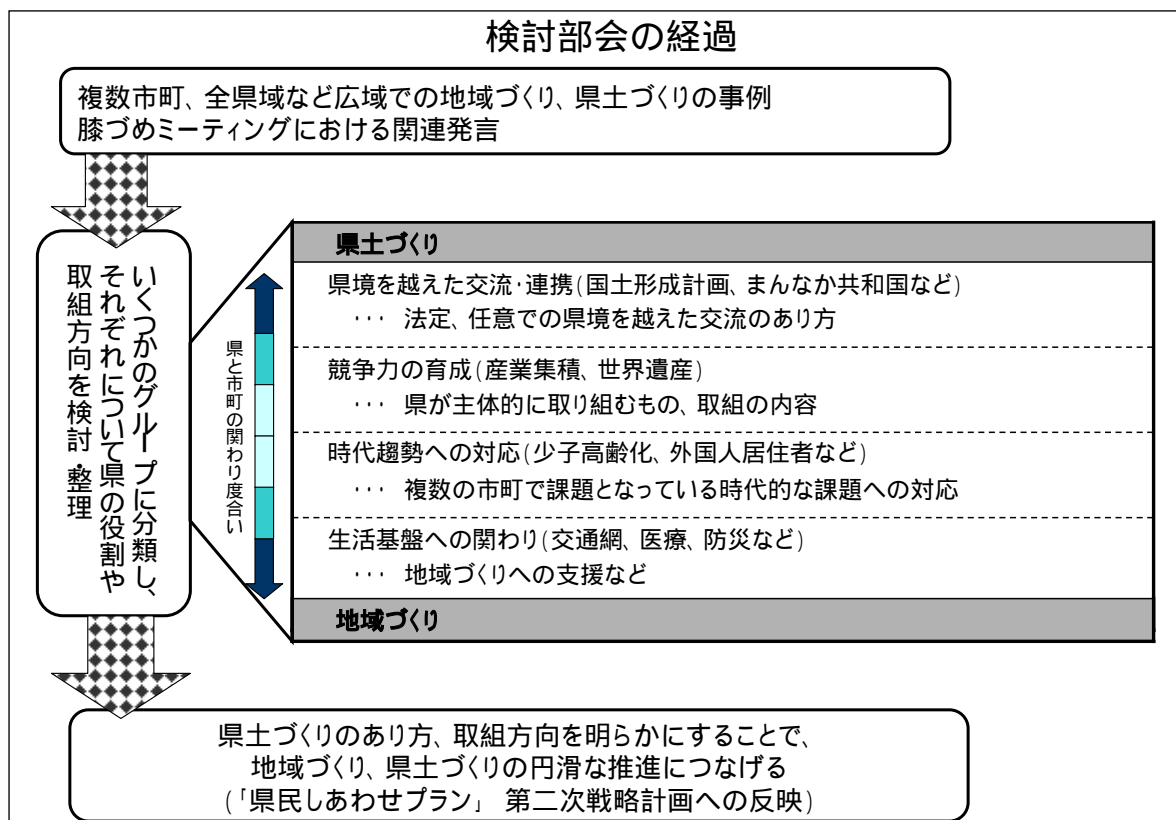 検討部会の経過
複数市町、全県域など広域での地域づくり、県土づくりの事例
膝づめミーティングにおける関連発言
いくつかのグループに分類し、
それぞれについて県の役割や
取組方向を検討・整理
県と市町の関わり度合い
県土づくり
県境を越えた交流・連携(国土形成計画、まんなか共和国など)
… 法定、任意での県境を越えた交流のあり方
競争力の育成(産業集積、世界遺産)
… 県が主体的に取り組むもの、取組の内容
時代趨勢への対応(少子高齢化、外国人居住者など)
… 複数の市町で課題となっている時代的な課題への対応
生活基盤への関わり(交通網、医療、防災など)
… 地域づくりへの支援など
地域づくり
県土づくりのあり方、取組方向を明らかにすることで、
地域づくり、県土づくりの円滑な推進につなげる
(「県民しあわせプラン」 第二次戦略計画への反映)